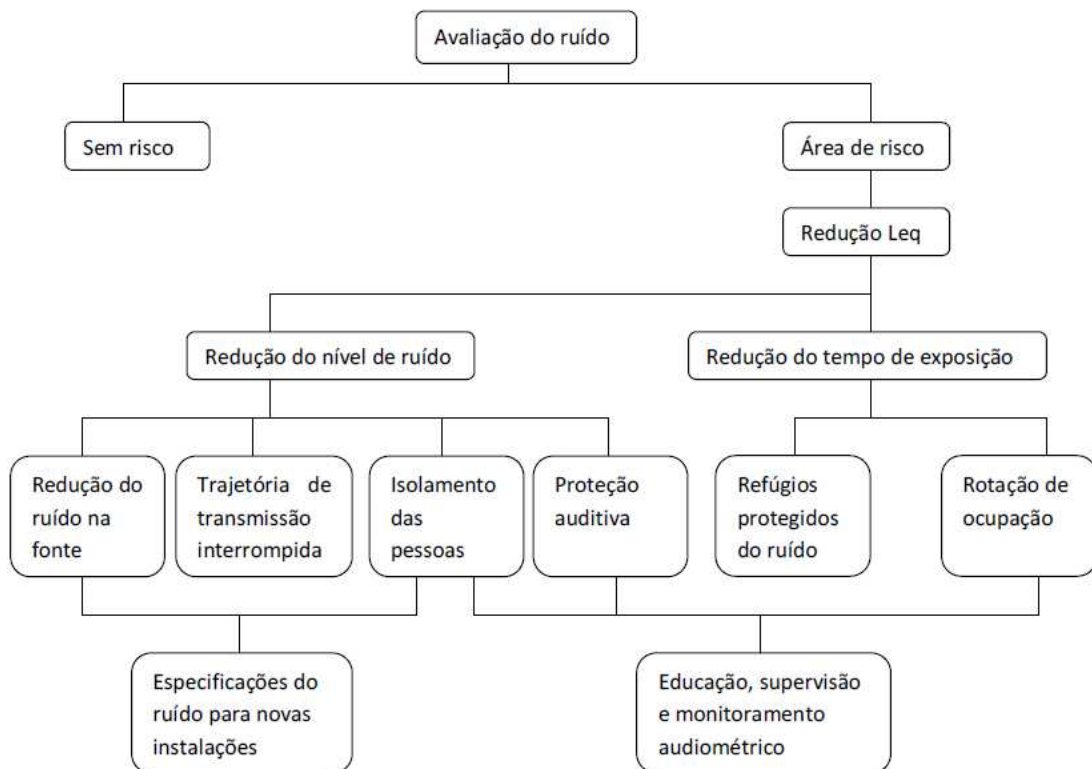 Avaliação do ruído
Sem risco
Área de risco
Redução Leq
Redução do nível de ruído
Redução do tempo de exposição
Redução do
ruído na
fonte
Trajetória de
transmissão
interrompida
Isolamento
das
pessoas
Proteção
auditiva
Refúgios
protegidos
do ruído
Rotação de
ocupação
Especificações do
ruído para novas
instalações
Educação, supervisão
e monitoramento
audiométrico